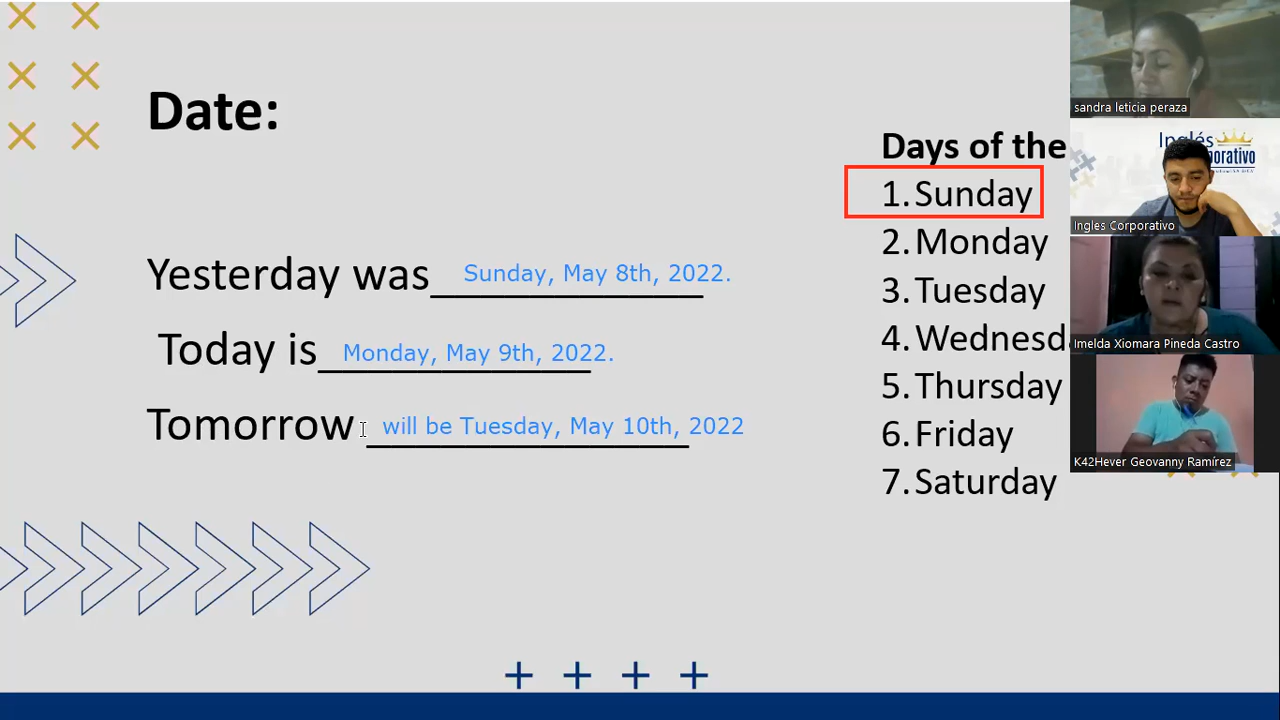 Date:
Yesterday was Sunday, May 8th, 2022.
Today is Monday, May 9th, 2022.
Tomorrow will be Tuesday, May 10th, 2022
Days of the
1. Sunday
2. Monday
3. Tuesday
4. Wednesd
5. Thursday
6. Friday
7. Saturday
sandra leticia peraza
Inglés
Ingles Corporativo
Imelda Xiomara Pineda Castro
K42Hever Geovanny Ramírez